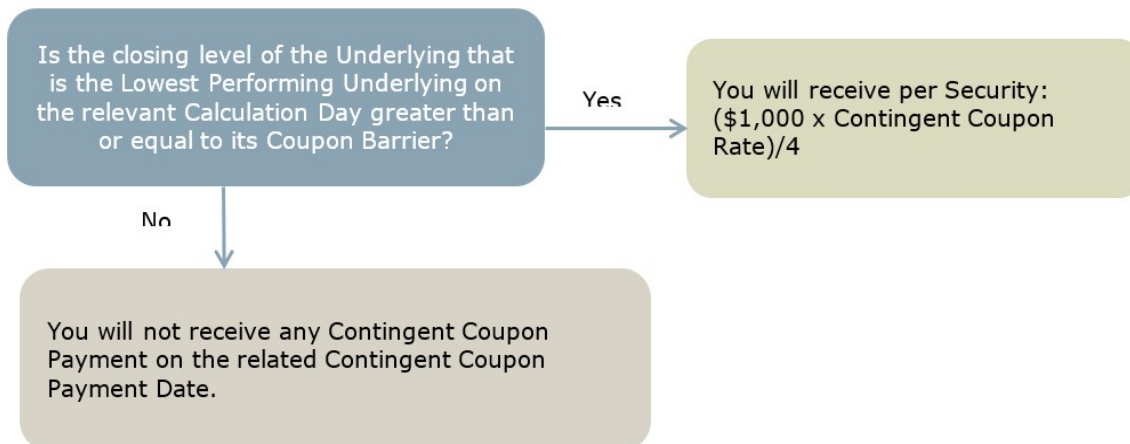 Is the closing level of the Underlying that
is the Lowest Performing Underlying on
the relevant Calculation Day greater than
or equal to its Coupon Barrier?
Yes
You will receive per Security:
($1,000 x Contingent Coupon
Rate)/4
No
You will not receive any Contingent Coupon
Payment on the related Contingent Coupon
Payment Date.